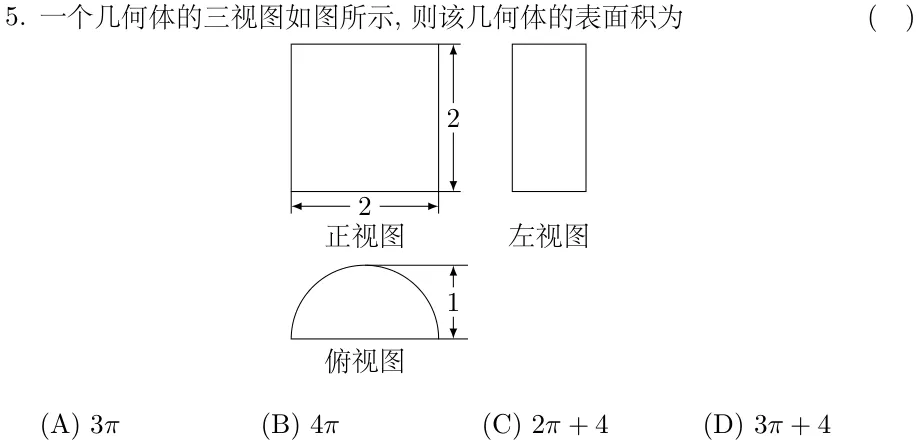 5. 一个几何体的三视图如图所示, 则该几何体的表面积为 ( )
2
2
正视图 左视图
1
俯视图
(A) 3π (B) 4π (C) 2π + 4 (D) 3π + 4